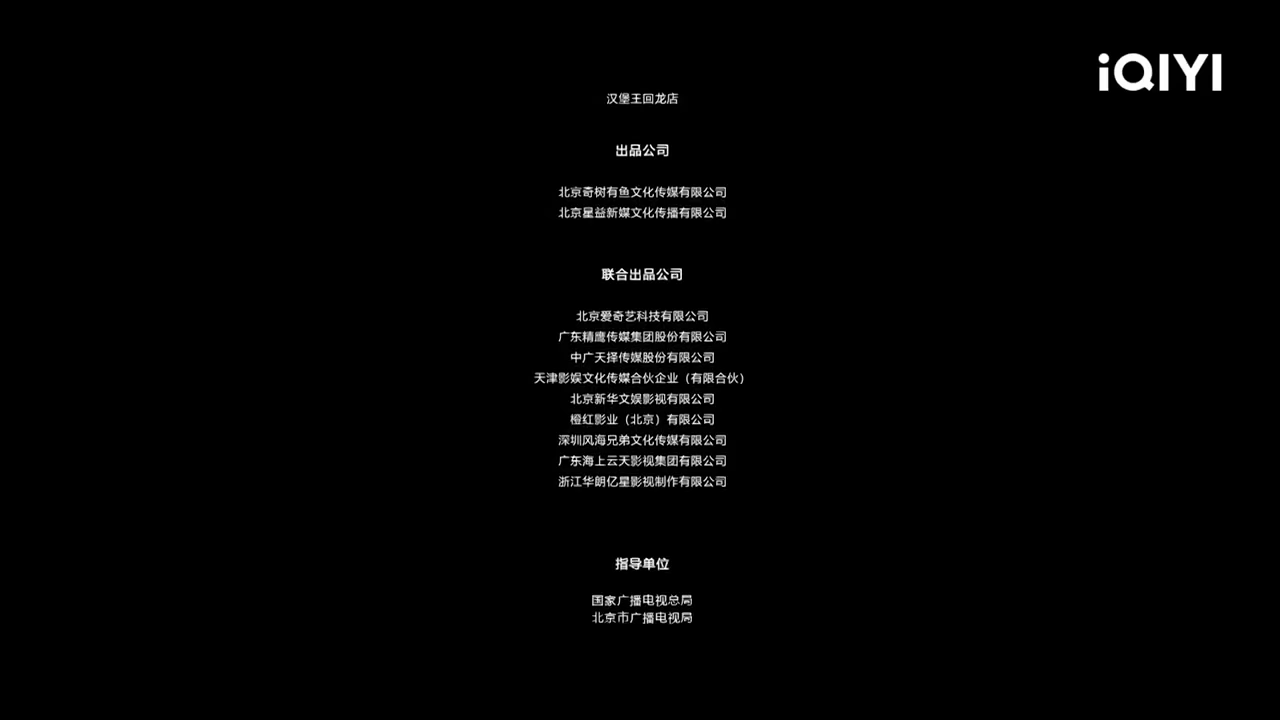 iQIYI
汉堡王回龙店
出品公司
北京奇树有鱼文化传媒有限公司
北京星益新媒文化传播有限公司
联合出品公司
北京爱奇艺科技有限公司
广东精鹰传媒集团股份有限公司
中广天择传媒股份有限公司
天津影娱文化传媒合伙企业（有限合伙）
北京新华文娱影视有限公司
橙红影业（北京）有限公司
深圳风海兄弟文化传媒有限公司
广东海上云天影视集团有限公司
浙江华朗亿星影视制作有限公司
指导单位
国家广播电视总局
北京市广播电视局